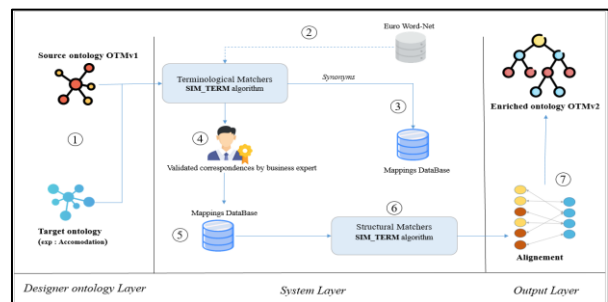 Source ontology OTMv1
1
Target ontology
(exp : Accomodation)
Designer ontology Layer
2
Euro Word-Net
Terminological Matchers
SIM_TERM algorithm
Synonyms
3
Mappings DataBase
4
Validated correspondences by business expert
Mappings DataBase
5
6
Structural Matchers
SIM_TERM algorithm
System Layer
Enriched ontology OTMv2
7
Alignement
Output Layer